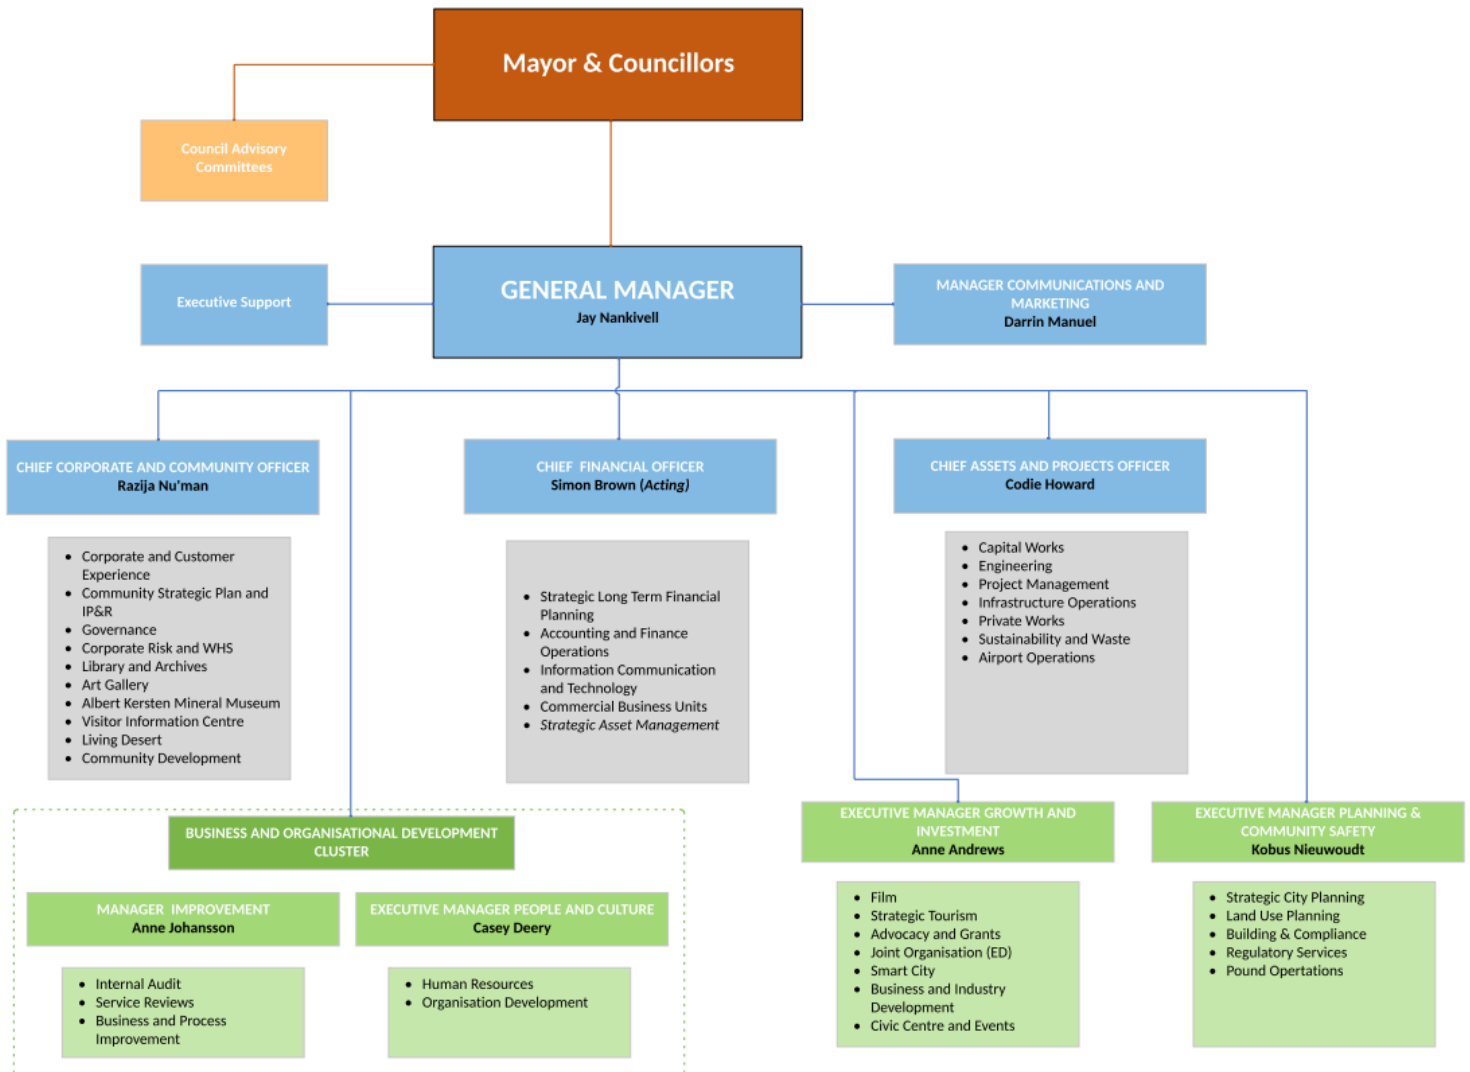 Mayor & Councillors
Council Advisory
Committees
Executive Support
GENERAL MANAGER
Jay Nankivell
MANAGER COMMUNICATIONS AND
MARKETING
Darrin Manuel
CHIEF CORPORATE AND COMMUNITY OFFICER
Razija Nu'man
• Corporate and Customer
Experience
• Community Strategic Plan and
IP&R
• Governance
• Corporate Risk and WHS
• Library and Archives
• Art Gallery
• Albert Kersten Mineral Museum
• Visitor Information Centre
• Living Desert
• Community Development
CHIEF FINANCIAL OFFICER
Simon Brown (Acting)
• Strategic Long Term Financial
Planning
• Accounting and Finance
Operations
• Information Communication
and Technology
• Commercial Business Units
• Strategic Asset Management
CHIEF ASSETS AND PROJECTS OFFICER
Codie Howard
• Capital Works
• Engineering
• Project Management
• Infrastructure Operations
• Private Works
• Sustainability and Waste
• Airport Operations
BUSINESS AND ORGANISATIONAL DEVELOPMENT
CLUSTER
MANAGER IMPROVEMENT
Anne Johansson
• Internal Audit
• Service Reviews
• Business and Process
Improvement
EXECUTIVE MANAGER PEOPLE AND CULTURE
Casey Deery
• Human Resources
• Organisation Development
EXECUTIVE MANAGER GROWTH AND
INVESTMENT
Anne Andrews
• Film
• Strategic Tourism
• Advocacy and Grants
• Joint Organisation (ED)
• Smart City
• Business and Industry
Development
• Civic Centre and Events
EXECUTIVE MANAGER PLANNING &
COMMUNITY SAFETY
Kobus Nieuwoudt
• Strategic City Planning
• Land Use Planning
• Building & Compliance
• Regulatory Services
• Pound Opertations